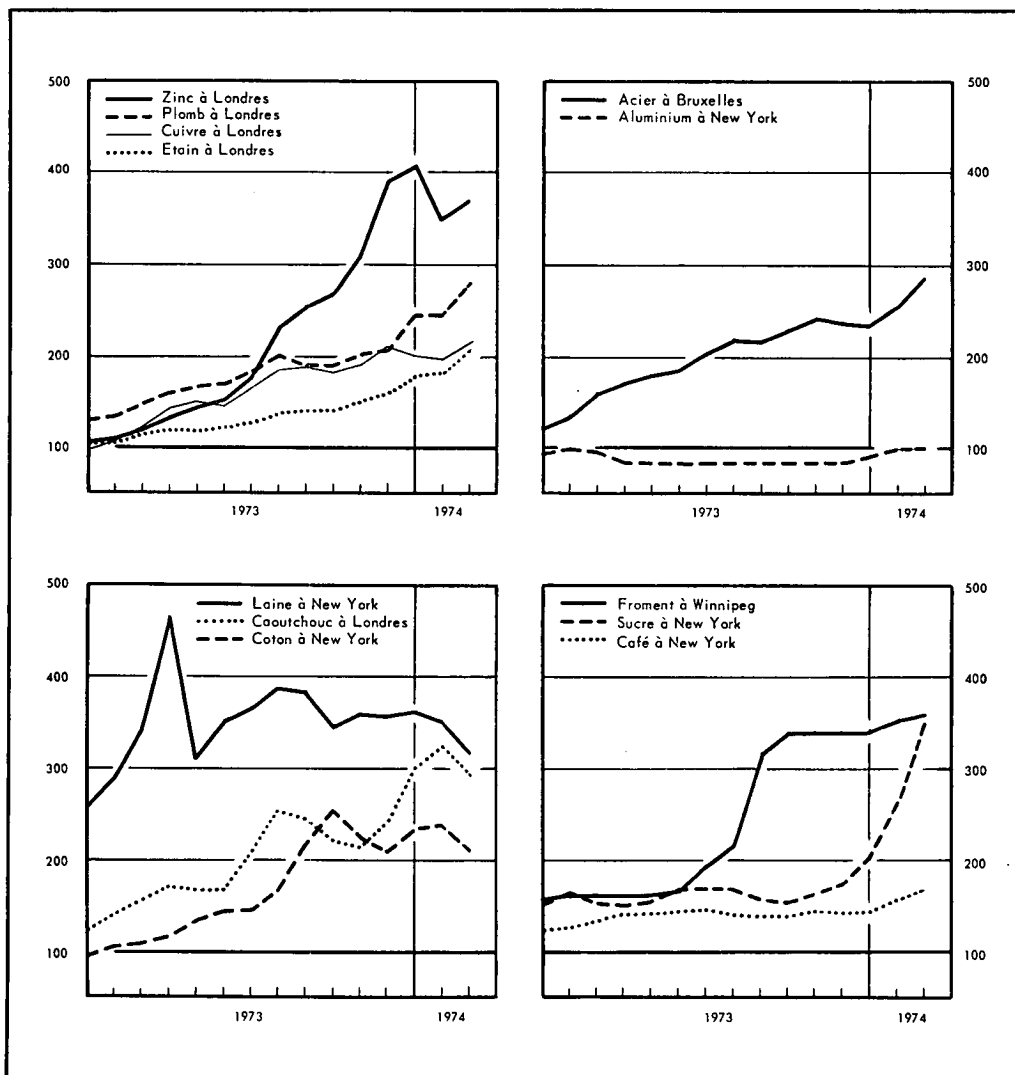 500
400
300
200
100
Zinc à Londres
Plomb à Londres
Cuivre à Londres
Etain à Londres
1973
1974
Acier à Bruxelles
Aluminium à New York
500
400
300
200
100
1973
1974
500
400
300
200
100
Laine à New York
Caoutchouc à Londres
Coton à New York
1973
1974
Froment à Winnipeg
Sucre à New York
Café à New York
500
400
300
200
100
1973
1974